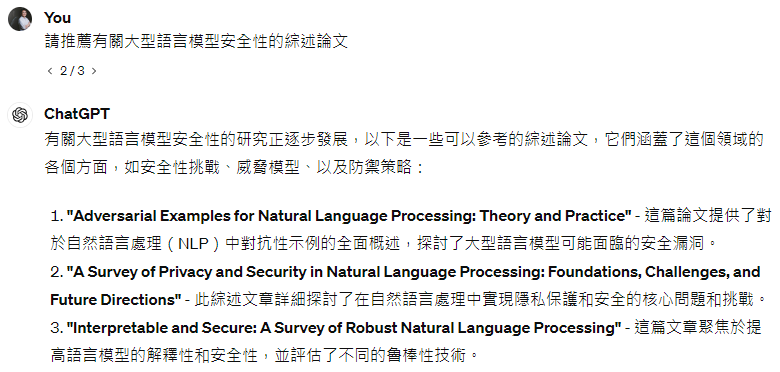 You
請推薦有關大型語言模型安全性的綜述論文
< 2 / 3 >
ChatGPT
有關大型語言模型安全性的研究正逐步發展，以下是一些可以參考的綜述論文，它們涵蓋了這個領域的
各個方面，如安全性挑戰、威脅模型、以及防禦策略：
1. "Adversarial Examples for Natural Language Processing: Theory and Practice" - 這篇論文提供了對
於自然語言處理（NLP）中對抗性示例的全面概述，探討了大型語言模型可能面臨的安全漏洞。
2. "A Survey of Privacy and Security in Natural Language Processing: Foundations, Challenges, and
Future Directions" - 此綜述文章詳細探討了在自然語言處理中實現隱私保護和安全的核心問題和挑戰。
3. "Interpretable and Secure: A Survey of Robust Natural Language Processing" - 這篇文章聚焦於提
高語言模型的解釋性和安全性，並評估了不同的魯棒性技術。